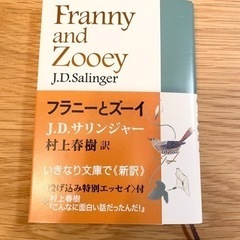 Franny
and
Zooey
J.D.Salinger
フラニーとズーイ
J.D.サリンジャー
村上春樹 訳
いきなり文庫で《新訳》
〈投げ込み特別エッセイ〉付
村上春樹
『こんなに面白い話だったんだ!』